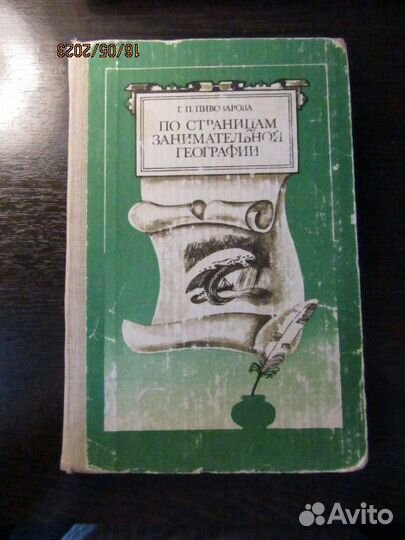 16/05/2023
Г. П. ПИВОВАРОВА
ПО СТРАНИЦАМ
ЗАНИМАТЕЛЬНОЙ
ГЕОГРАФИИ
Avito